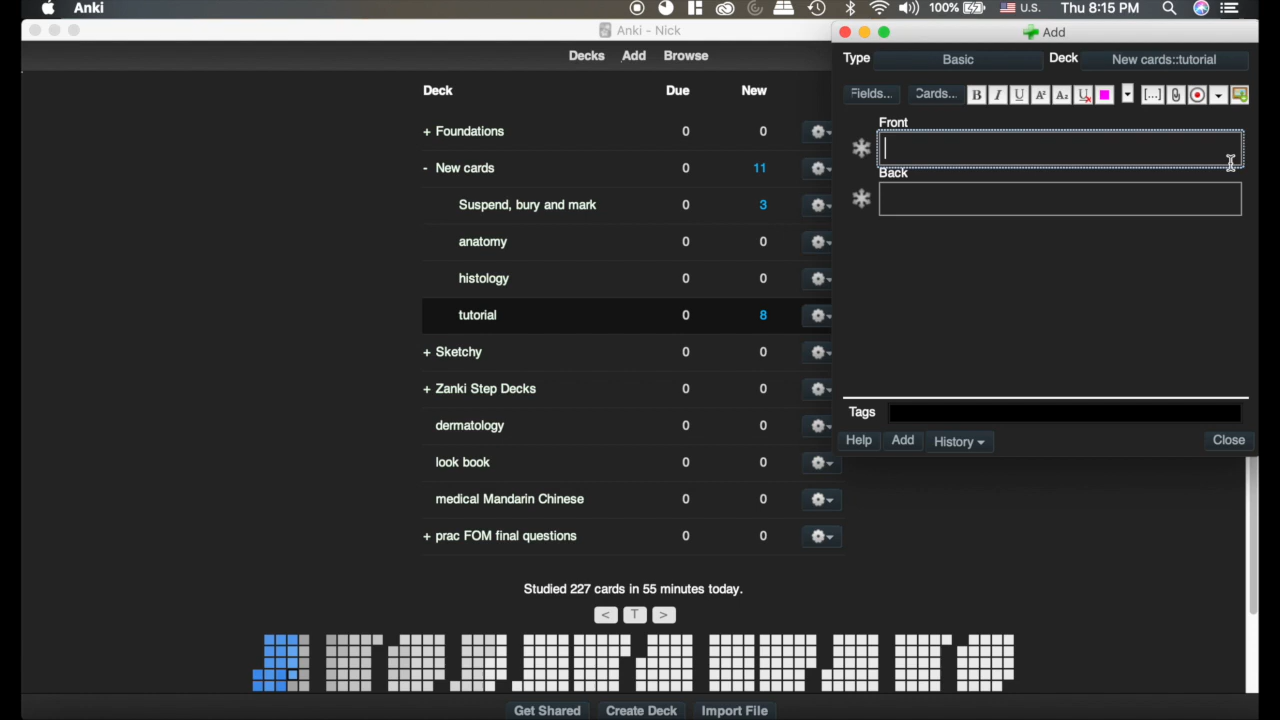 Anki
100%
U.S.
Thu 8:15 PM
Anki - Nick
Decks Add Browse
Deck Due New
+ Foundations 0 0
- New cards 0 11
Suspend, bury and mark 0 3
anatomy 0 0
histology 0 0
tutorial 0 8
+ Sketchy 0 0
+ Zanki Step Decks 0 0
dermatology 0 0
look book 0 0
medical Mandarin Chinese 0 0
+ prac FOM final questions 0 0
Studied 227 cards in 55 minutes today.
< T >
Get Shared Create Deck Import File
Add
Type Basic Deck New cards::tutorial
Fields... Cards... B I U A² A₂ U [...]
Front
Back
Tags
Help Add History Close